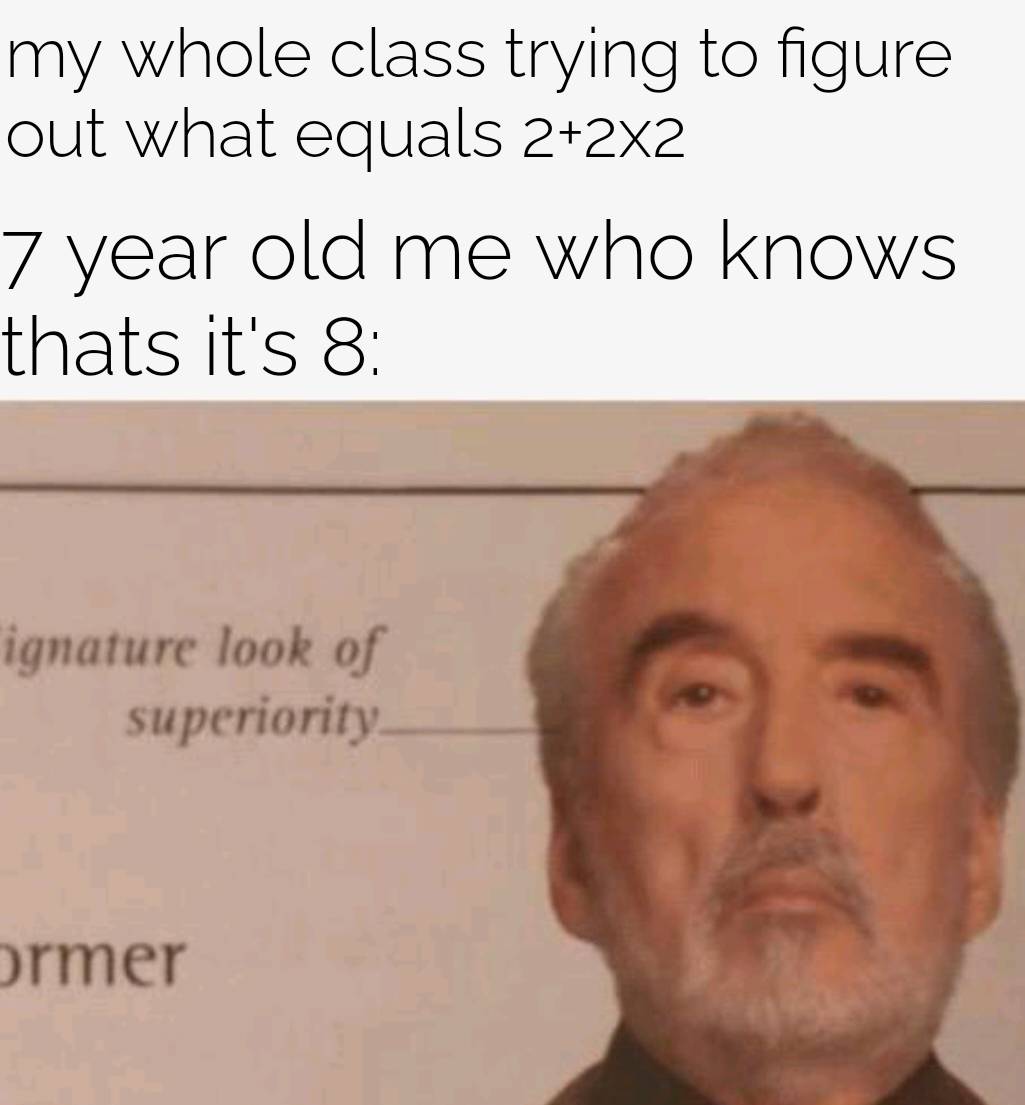 my whole class trying to figure
out what equals 2+2x2
7 year old me who knows
thats it's 8:
ignature look of
superiority
ormer